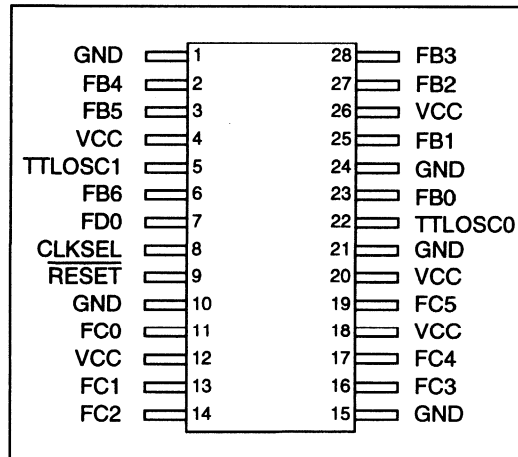 GND 1 28 FB3
FB4 2 27 FB2
FB5 3 26 VCC
VCC 4 25 FB1
TTLOSC1 5 24 GND
FB6 6 23 FB0
FD0 7 22 TTLOSC0
CLKSEL 8 21 GND
RESET 9 20 VCC
GND 10 19 FC5
FC0 11 18 VCC
VCC 12 17 FC4
FC1 13 16 FC3
FC2 14 15 GND